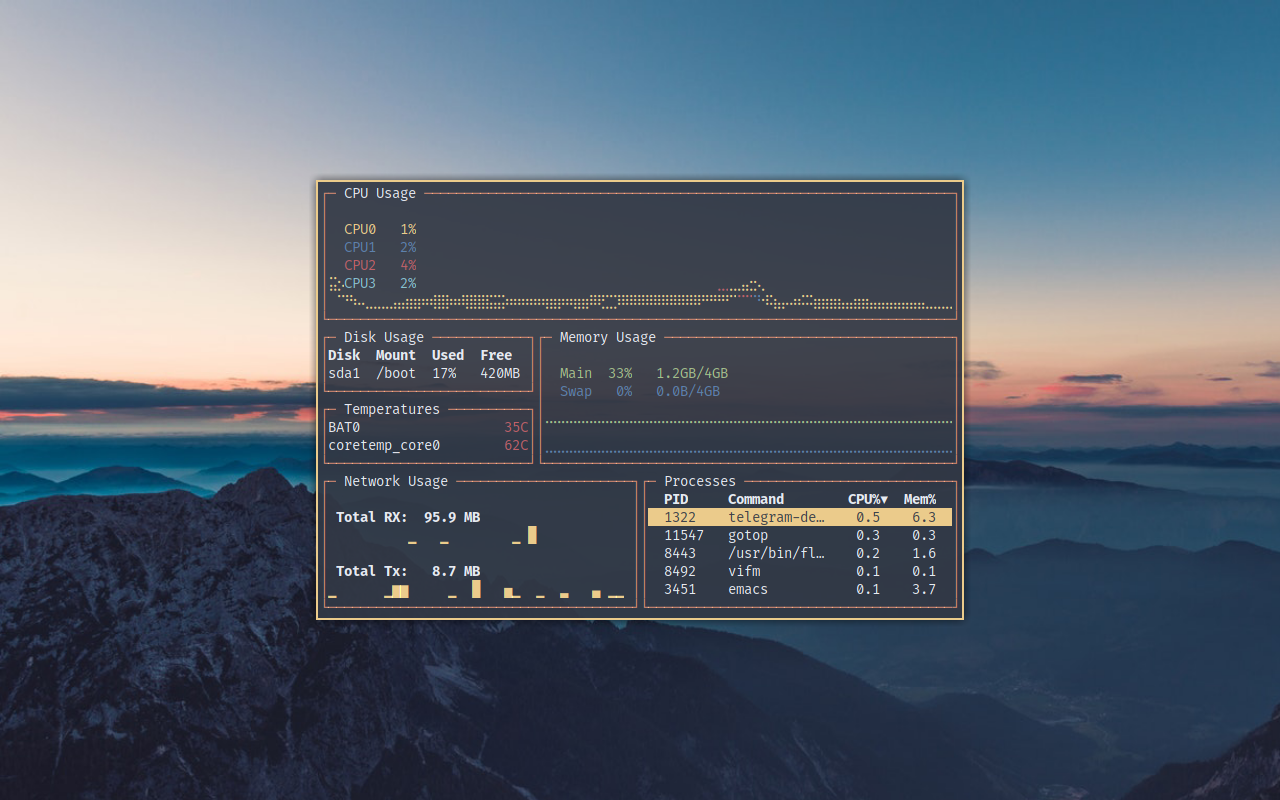 CPU Usage
CPU0 1%
CPU1 2%
CPU2 4%
CPU3 2%
Disk Usage
Disk Mount Used Free
sda1 /boot 17% 420MB
Memory Usage
Main 33% 1.2GB/4GB
Swap 0% 0.0B/4GB
Temperatures
BAT0 35C
coretemp_core0 62C
Network Usage
Total RX: 95.9 MB
Total Tx: 8.7 MB
Processes
PID Command CPU%▼ Mem%
1322 telegram-de… 0.5 6.3
11547 gotop 0.3 0.3
8443 /usr/bin/fl… 0.2 1.6
8492 vifm 0.1 0.1
3451 emacs 0.1 3.7